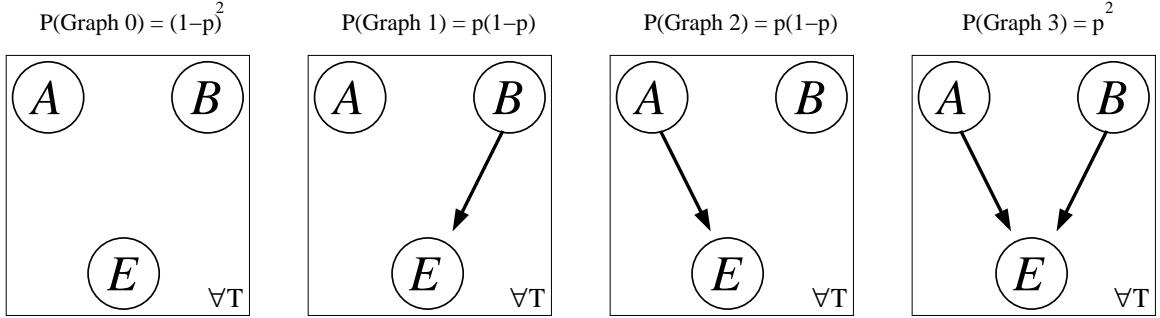 P(Graph 0) = (1−p)²
P(Graph 1) = p(1−p)
P(Graph 2) = p(1−p)
P(Graph 3) = p²
A
B
E
∀T
A
B
E
∀T
A
B
E
∀T
A
B
E
∀T